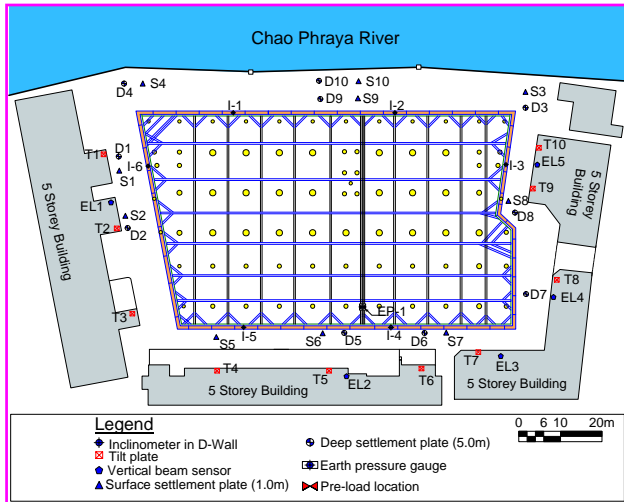 Chao Phraya River
D4
S4
D10
S10
D9
S9
S3
D3
I-1
I-2
T1
D1
I-6
S1
I-3
T10
EL5
T9
5 Storey Building
EL1
S2
T2
D2
S8
D8
5 Storey Building
T3
D7
T8
EL4
EP-1
I-5
I-4
S5
S6
D5
D6
S7
T4
T5
EL2
T6
T7
EL3
5 Storey Building
5 Storey Building
Legend
Inclinometer in D-Wall
Tilt plate
Vertical beam sensor
Surface settlement plate (1.0m)
Deep settlement plate (5.0m)
Earth pressure gauge
Pre-load location
0 6 10 20m